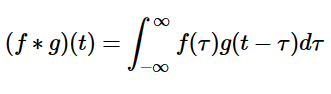 (f ∗ g)(t) = ∫_{-∞}^{∞} f(τ)g(t − τ)dτ